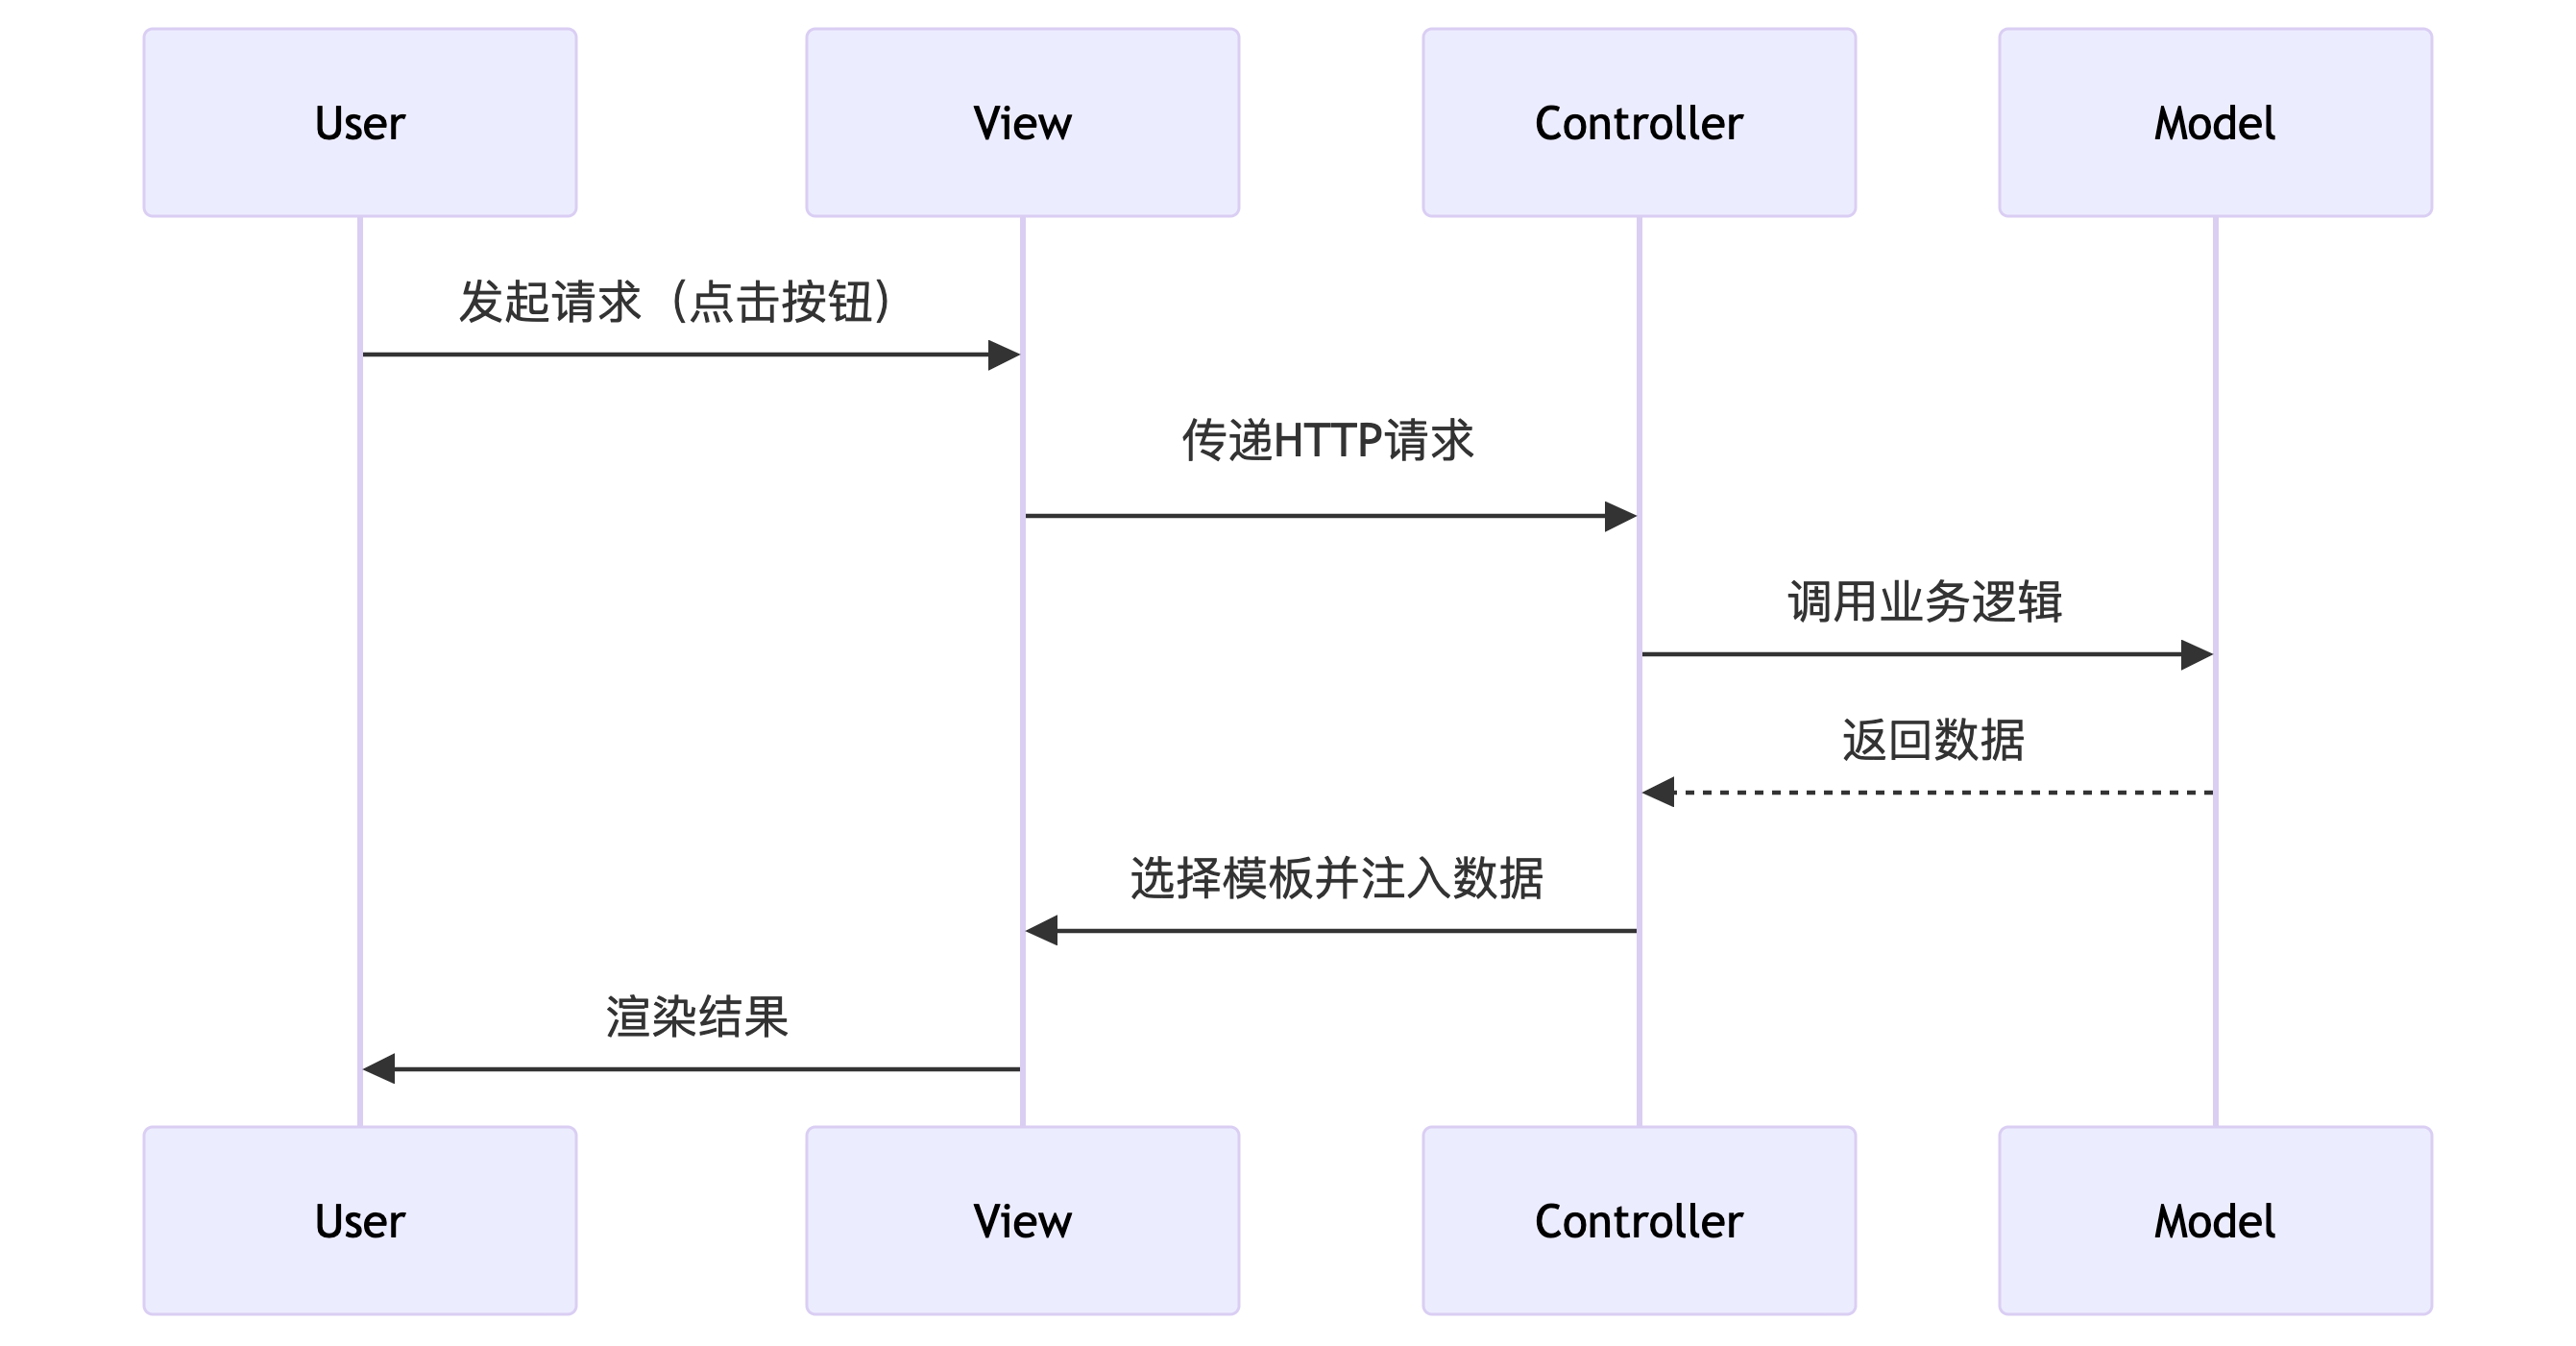 User
View
Controller
Model
发起请求（点击按钮）
传递HTTP请求
调用业务逻辑
返回数据
选择模板并注入数据
渲染结果
User
View
Controller
Model